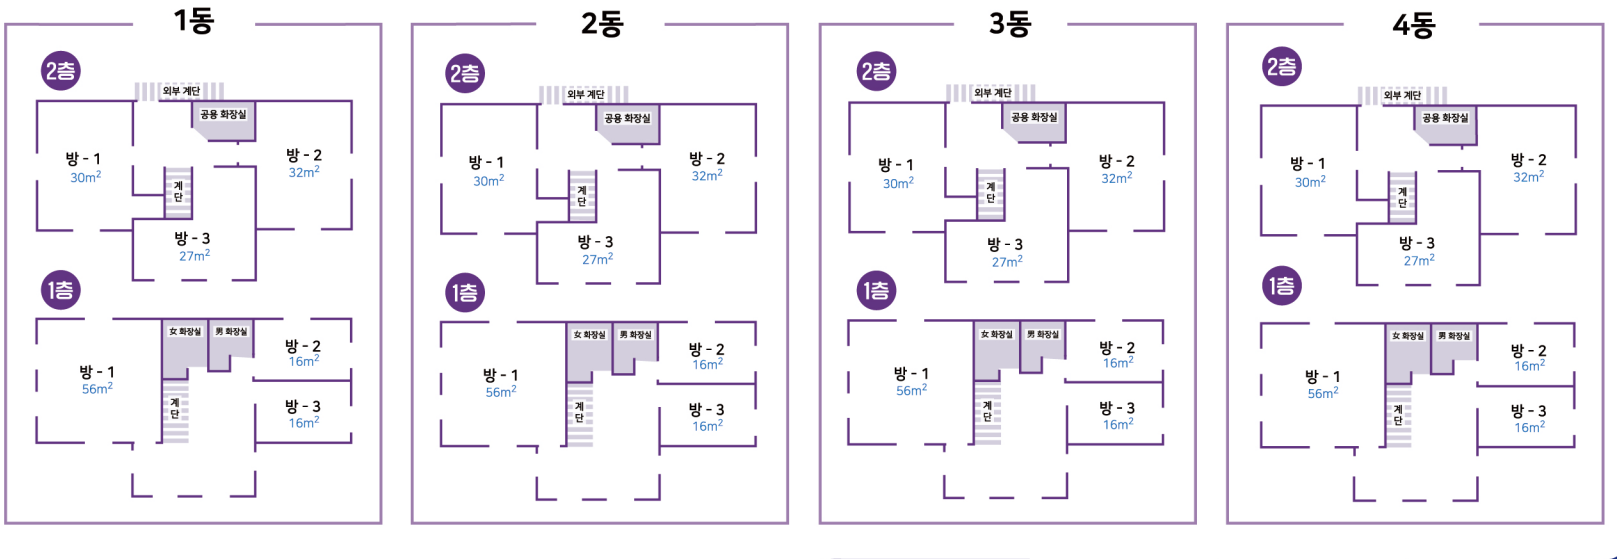 1동
2층
외부 계단
공용 화장실
방 - 1
30m²
방 - 2
32m²
계
단
방 - 3
27m²
1층
女 화장실
男 화장실
방 - 1
56m²
방 - 2
16m²
계
단
방 - 3
16m²
2동
2층
외부 계단
공용 화장실
방 - 1
30m²
방 - 2
32m²
계
단
방 - 3
27m²
1층
女 화장실
男 화장실
방 - 1
56m²
방 - 2
16m²
계
단
방 - 3
16m²
3동
2층
외부 계단
공용 화장실
방 - 1
30m²
방 - 2
32m²
계
단
방 - 3
27m²
1층
女 화장실
男 화장실
방 - 1
56m²
방 - 2
16m²
계
단
방 - 3
16m²
4동
2층
외부 계단
공용 화장실
방 - 1
30m²
방 - 2
32m²
계
단
방 - 3
27m²
1층
女 화장실
男 화장실
방 - 1
56m²
방 - 2
16m²
계
단
방 - 3
16m²